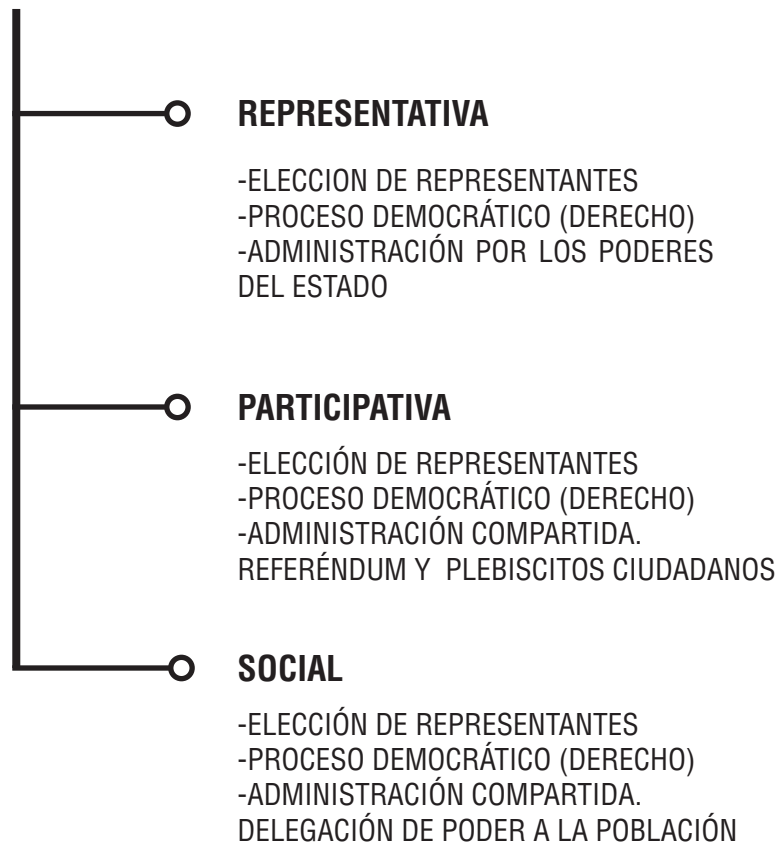 REPRESENTATIVA
-ELECCION DE REPRESENTANTES
-PROCESO DEMOCRÁTICO (DERECHO)
-ADMINISTRACIÓN POR LOS PODERES
DEL ESTADO
PARTICIPATIVA
-ELECCIÓN DE REPRESENTANTES
-PROCESO DEMOCRÁTICO (DERECHO)
-ADMINISTRACIÓN COMPARTIDA.
REFERÉNDUM Y PLEBISCITOS CIUDADANOS
SOCIAL
-ELECCIÓN DE REPRESENTANTES
-PROCESO DEMOCRÁTICO (DERECHO)
-ADMINISTRACIÓN COMPARTIDA.
DELEGACIÓN DE PODER A LA POBLACIÓN